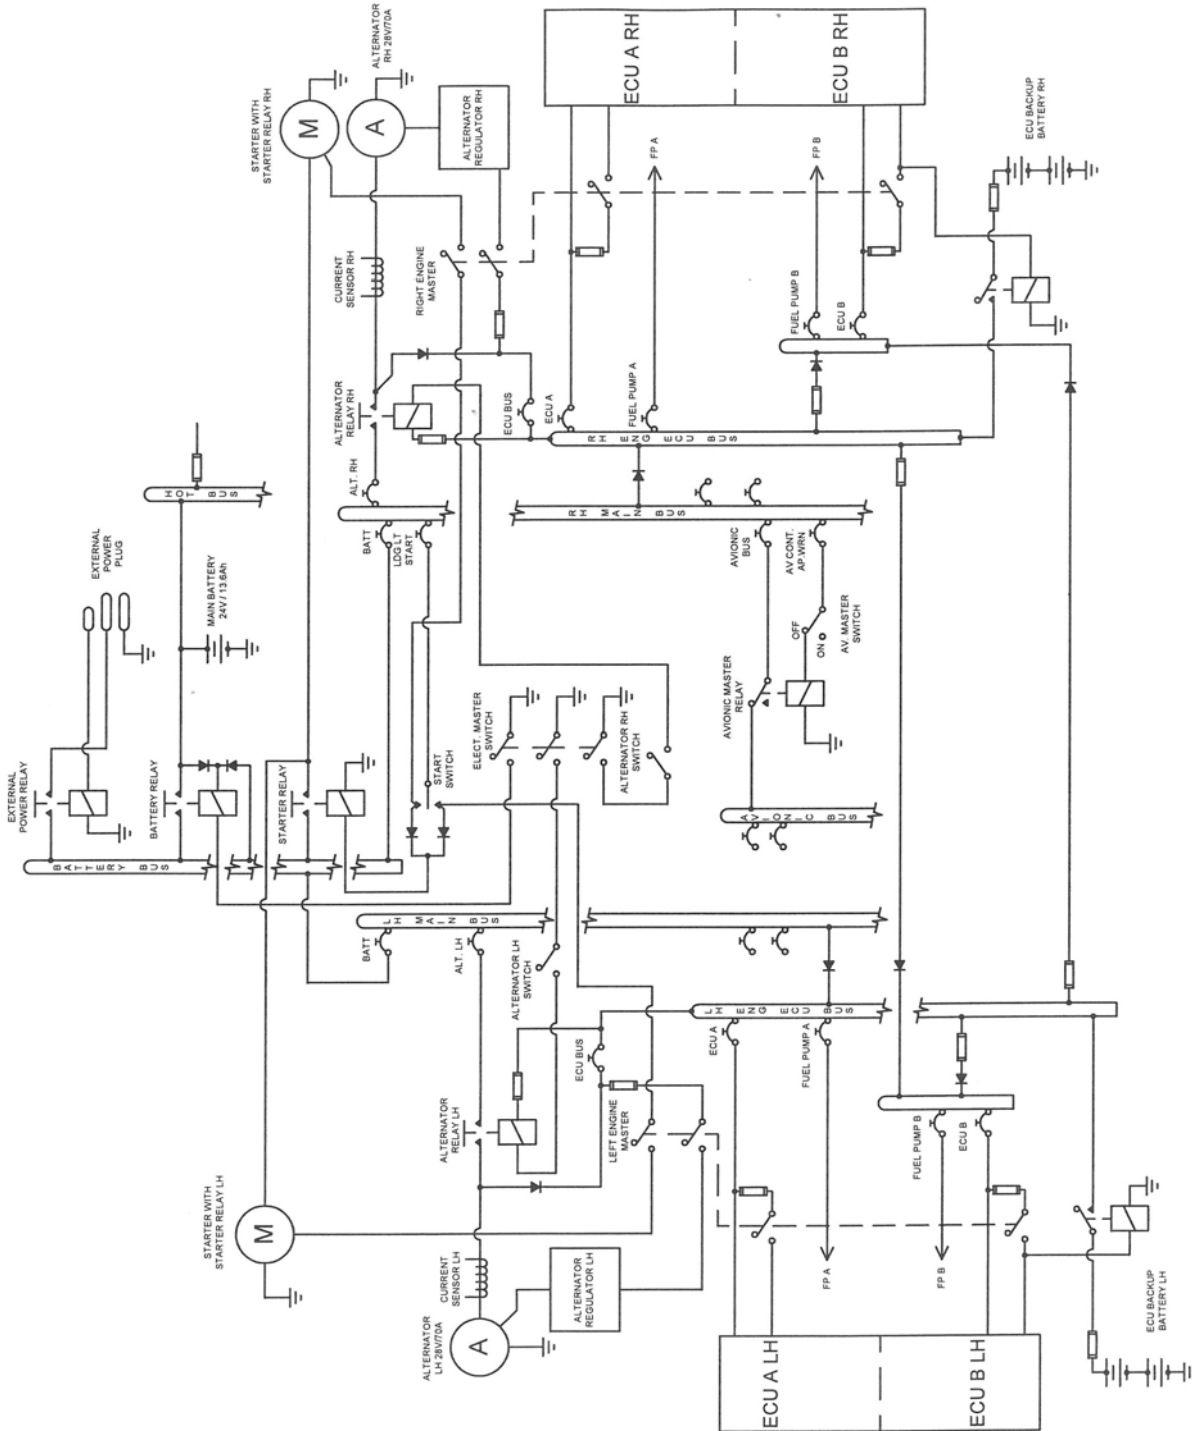 ALTERNATOR
RH 28V/70A
STARTER WITH
STARTER RELAY RH
M
A
ALTERNATOR
REGULATOR RH
ECU A RH
ECU B RH
ECU BACKUP
BATTERY RH
FP A
FP B
CURRENT
SENSOR RH
RIGHT ENGINE
MASTER
FUEL PUMP B
ECU B
ALTERNATOR
RELAY RH
ECU BUS
ECU A
FUEL PUMP A
RH ENG ECU BUS
HOT BUS
ALT. RH
RH MAIN BUS
EXTERNAL
POWER
PLUG
MAIN BATTERY
24V / 13.6Ah
BATT
LDG LT
START
AVIONIC
BUS
AV CONT.
AP.WRN
OFF
ON
AV. MASTER
SWITCH
EXTERNAL
POWER RELAY
BATTERY RELAY
STARTER RELAY
START
SWITCH
ELECT. MASTER
SWITCH
ALTERNATOR RH
SWITCH
AVIONIC MASTER
RELAY
BATTERY BUS
AVIONIC BUS
LH MAIN BUS
BATT
ALT. LH
ALTERNATOR LH
SWITCH
LH ENG ECU BUS
ECU BUS
ECU A
FUEL PUMP A
ALTERNATOR
RELAY LH
LEFT ENGINE
MASTER
FUEL PUMP B
ECU B
STARTER WITH
STARTER RELAY LH
M
CURRENT
SENSOR LH
ALTERNATOR
LH 28V/70A
A
ALTERNATOR
REGULATOR LH
FP A
FP B
ECU A LH
ECU B LH
ECU BACKUP
BATTERY LH